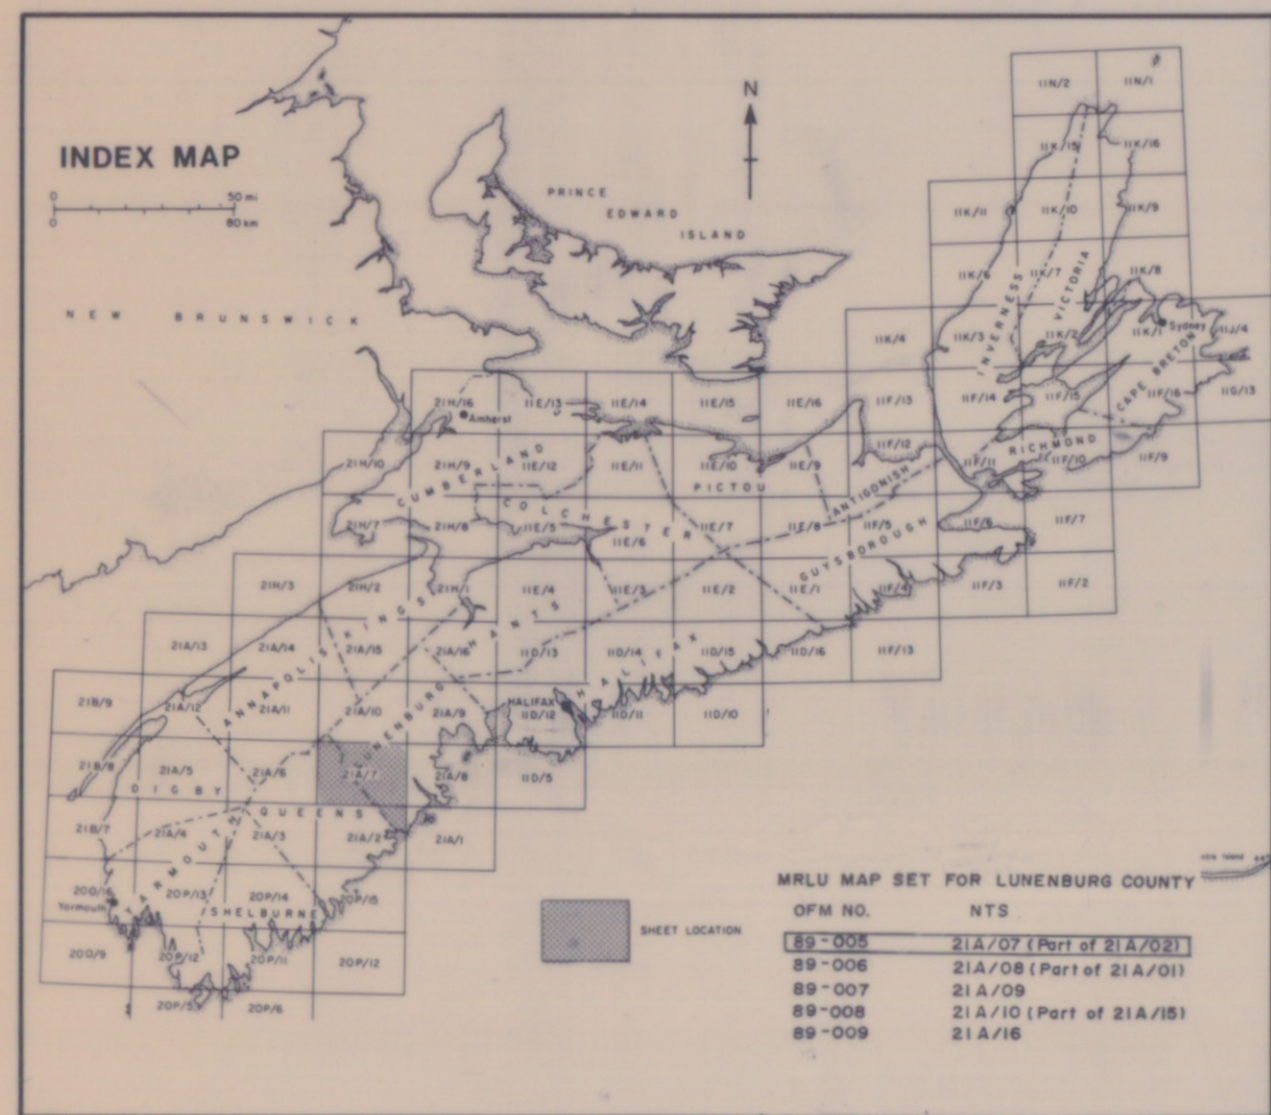 INDEX MAP
0 50 mi
0 80 km
N
PRINCE
EDWARD
ISLAND
NEW BRUNSWICK
11N/2 11N/1
11K/15 11K/16
11K/11 11K/10 11K/9
11K/6 11K/7 11K/8
INVERNESS
VICTORIA
11K/4 11K/3 11K/2 11K/1 11J/4
Sydney
CAPE BRETON
21H/16 11E/13 11E/14 11E/15 11E/16 11F/13 11F/14 11F/15 11F/16 11G/13
Amherst
21H/10 21H/9 11E/12 11E/11 11E/10 11E/9 11F/12 11F/11 11F/10 11F/9
CUMBERLAND
RICHMOND
PICTOU
ANTIGONISH
COLCHESTER
21H/7 21H/8 11E/5 11E/6 11E/7 11E/8 11F/5 11F/6 11F/7
GUYSBOROUGH
21H/3 21H/2 21H/1 11E/4 11E/3 11E/2 11E/1 11F/4 11F/3 11F/2
KINGS
HANTS
21A/13 21A/14 21A/15 21A/16 11D/13 11D/14 11D/15 11D/16 11F/13
HALIFAX
ANNAPOLIS
LUNENBURG
HALIFAX
21B/9 21A/12 21A/11 21A/10 21A/9 11D/12 11D/11 11D/10
21B/8 21A/5 21A/6 21A/7 21A/8 11D/5
DIGBY
QUEENS
21B/7 21A/4 21A/3 21A/2 21A/1
YARMOUTH
20P/13 20P/14 20P/15
Yarmouth
SHELBURNE
20O/9 20P/12 20P/11 20P/12
20P/5 20P/6
SHEET LOCATION
MRLU MAP SET FOR LUNENBURG COUNTY
OFM NO. NTS
89-005 21A/07 (Part of 21A/02)
89-006 21A/08 (Part of 21A/01)
89-007 21A/09
89-008 21A/10 (Part of 21A/15)
89-009 21A/16